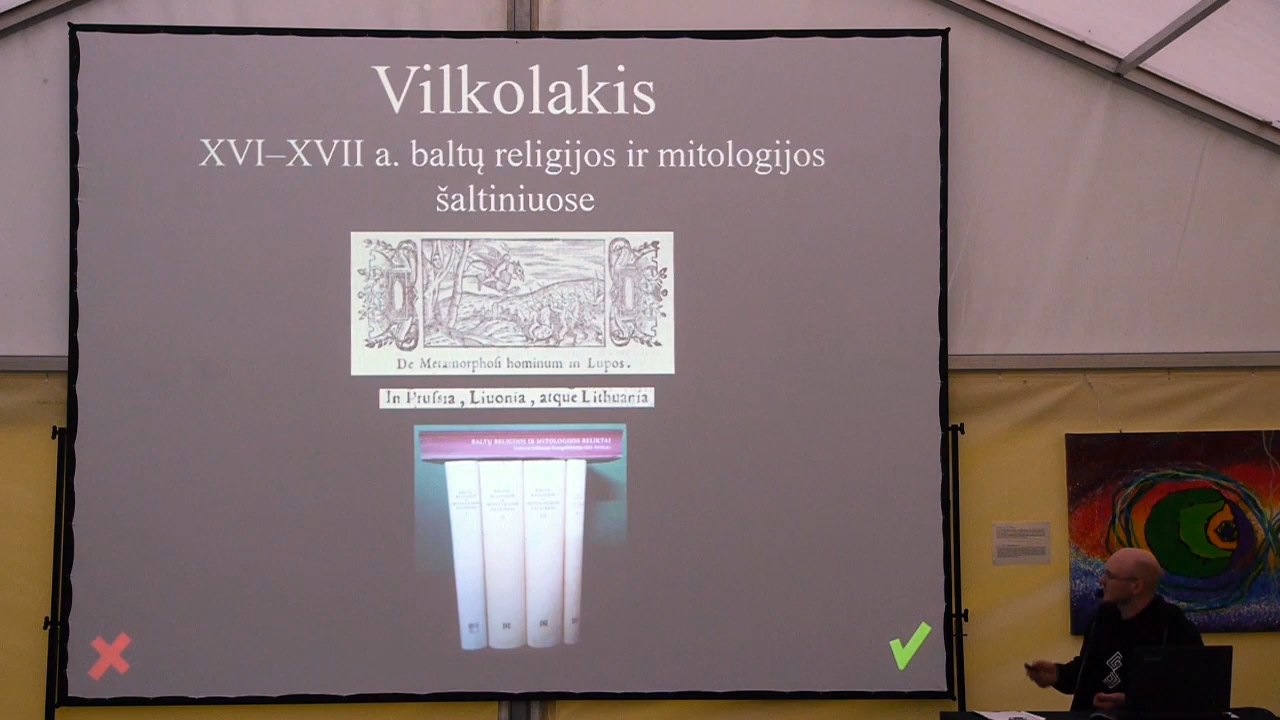 Vilkolakis
XVI–XVII a. baltų religijos ir mitologijos
šaltiniuose
De Metamorphosi hominum in Lupos.
In Prussia, Liuonia, atque Lithuania
BALTŲ RELIGIJOS IR MITOLOGIJOS RELIKTAI